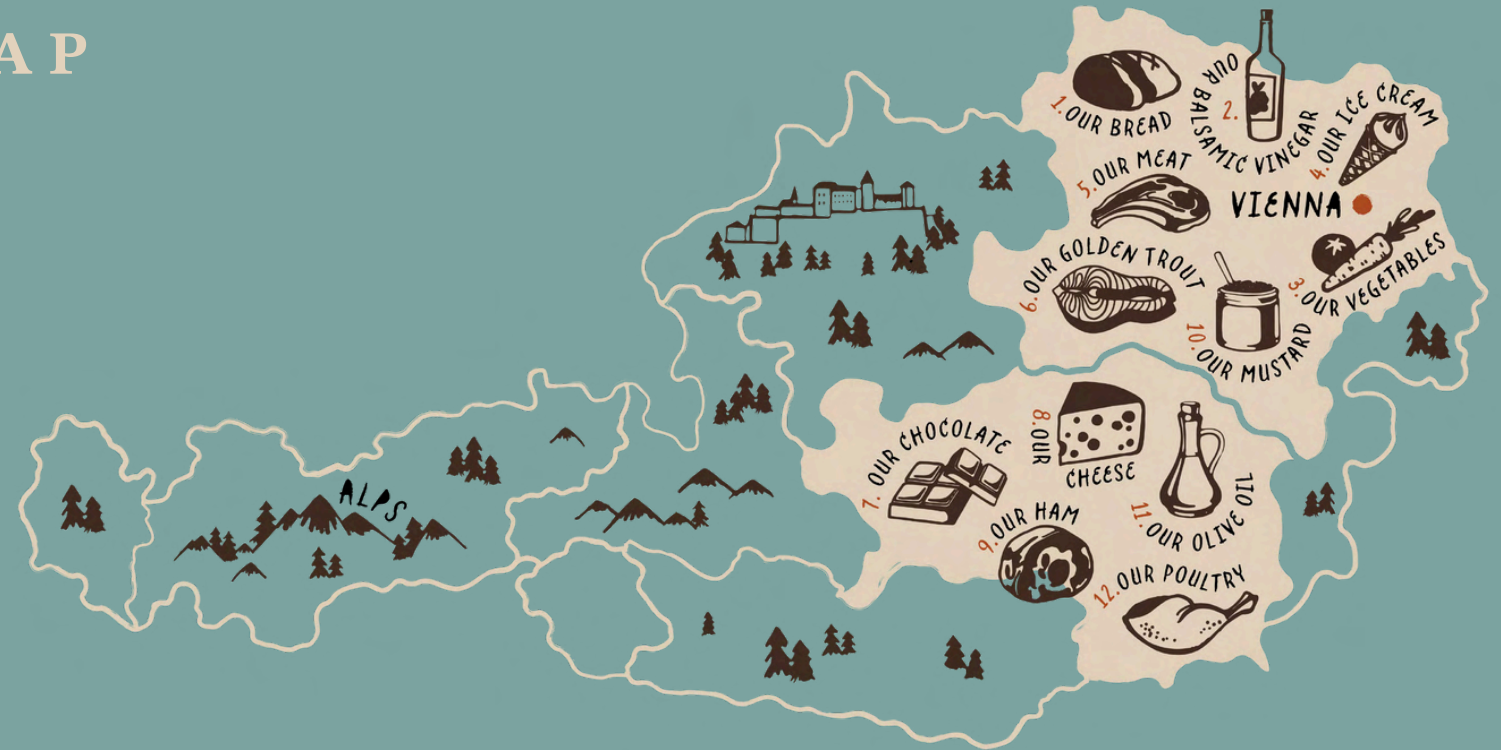 AP
1. OUR BREAD
OUR BALSAMIC VINEGAR
2.
4. OUR ICE CREAM
5. OUR MEAT
VIENNA
6. OUR GOLDEN TROUT
3. OUR VEGETABLES
10. OUR MUSTARD
7. OUR CHOCOLATE
8. OUR
CHEESE
ALPS
9. OUR HAM
11. OUR OLIVE OIL
12. OUR POULTRY